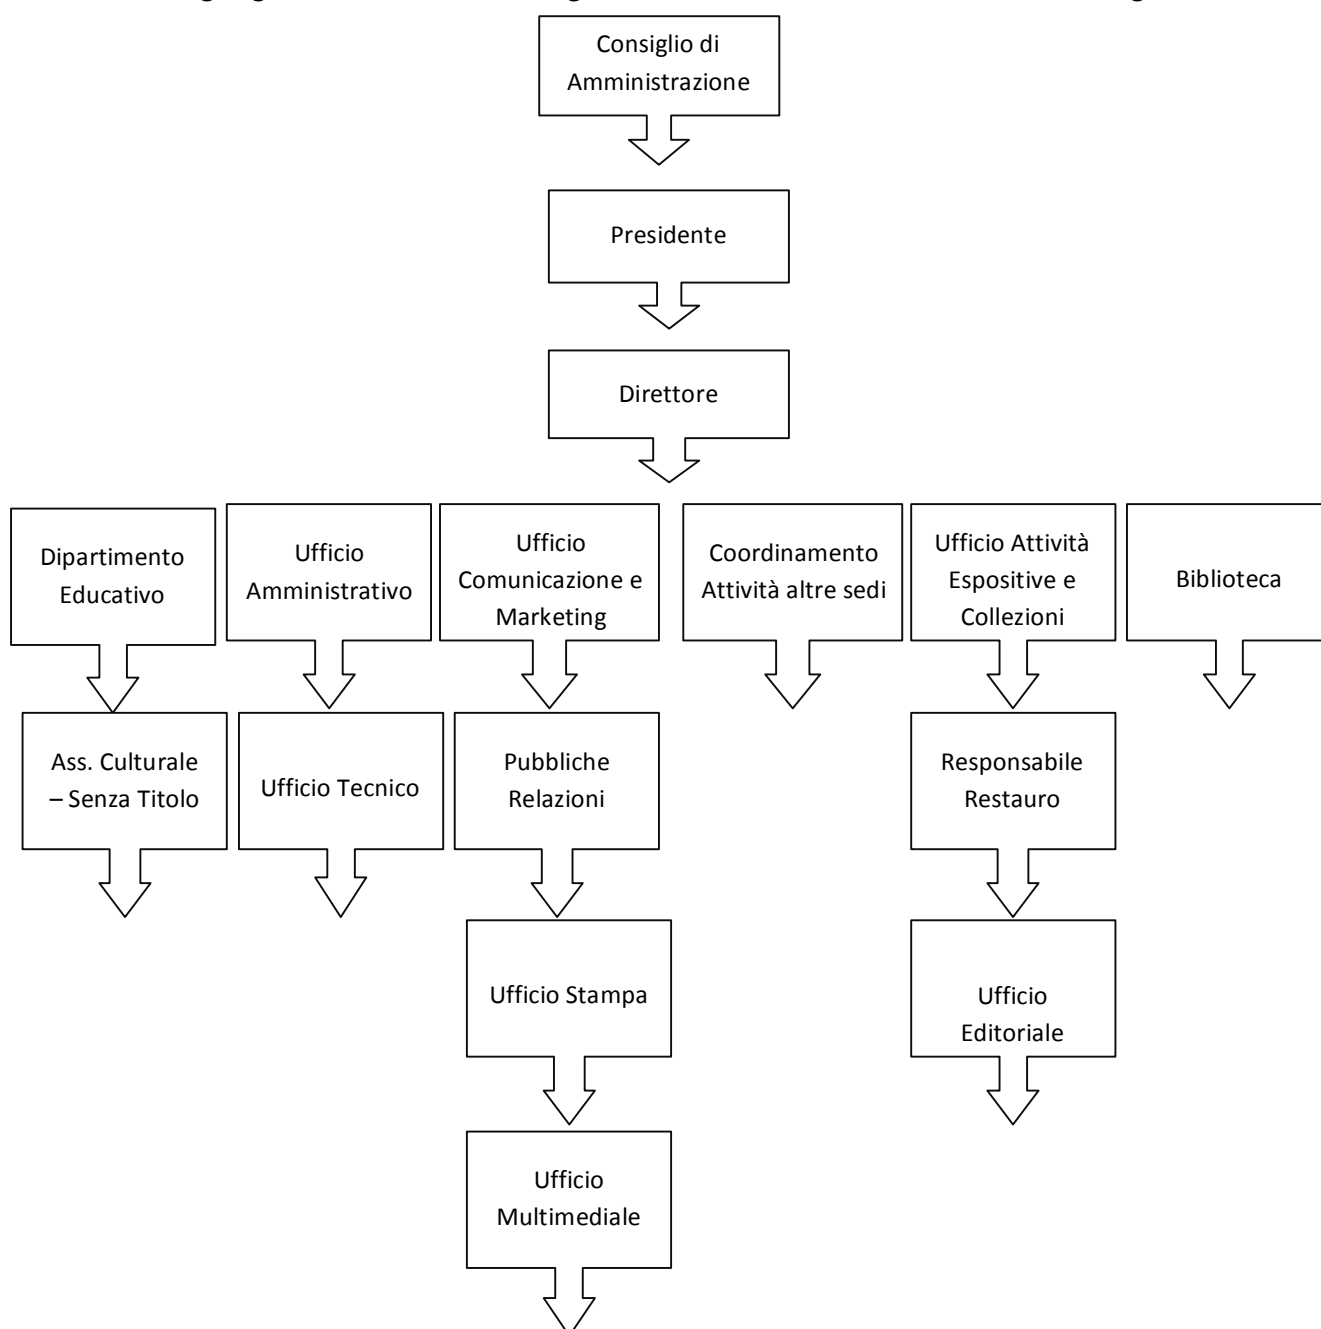 Consiglio di
Amministrazione
Presidente
Direttore
Dipartimento
Educativo
Ufficio
Amministrativo
Ufficio
Comunicazione e
Marketing
Coordinamento
Attività altre sedi
Ufficio Attività
Espositive e
Collezioni
Biblioteca
Ass. Culturale
– Senza Titolo
Ufficio Tecnico
Pubbliche
Relazioni
Responsabile
Restauro
Ufficio Stampa
Ufficio
Editoriale
Ufficio
Multimediale